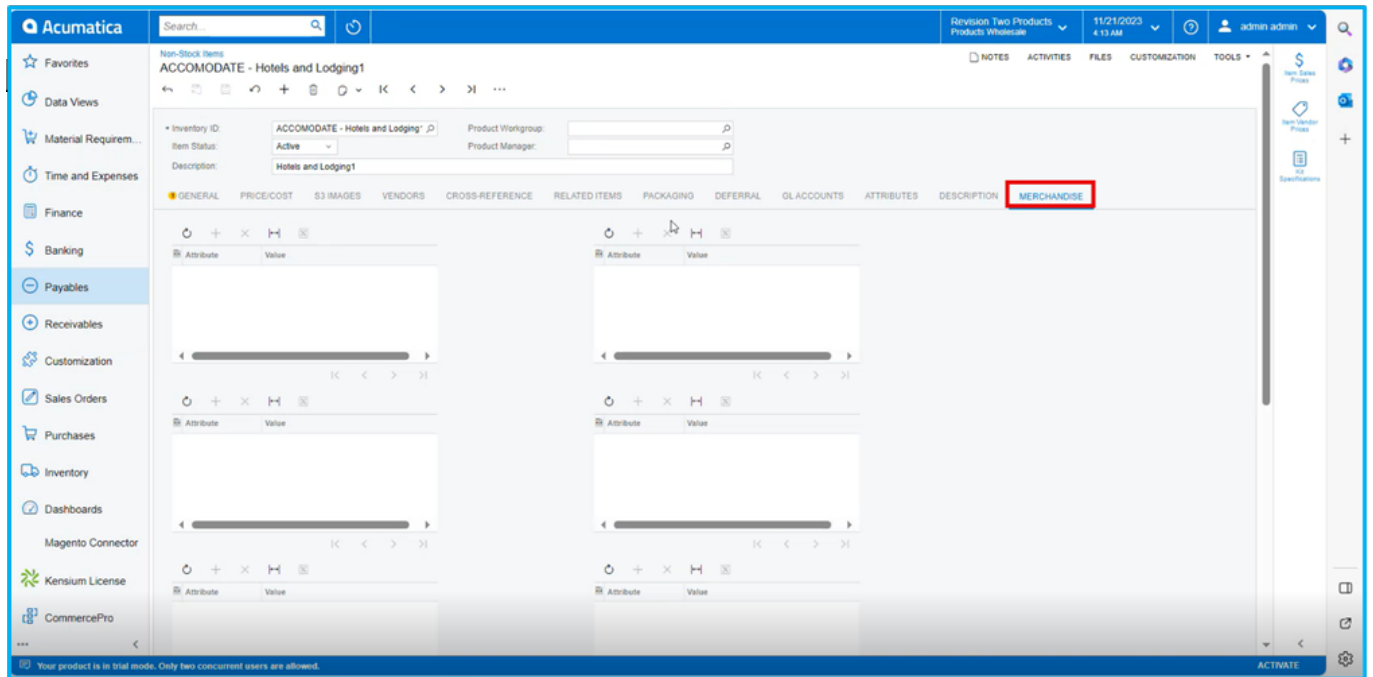 Acumatica
Search...
Revision Two Products
Products Wholesale
11/21/2023
4:13 AM
admin admin
Favorites
Data Views
Material Requirem...
Time and Expenses
Finance
$ Banking
Payables
Receivables
Customization
Sales Orders
Purchases
Inventory
Dashboards
Magento Connector
Kensium License
CommercePro
Non-Stock Items
ACCOMODATE - Hotels and Lodging1
NOTES ACTIVITIES FILES CUSTOMIZATION TOOLS
Inventory ID: ACCOMODATE - Hotels and Lodging1 Product Workgroup:
Item Status: Active Product Manager:
Description: Hotels and Lodging1
GENERAL PRICE/COST S3 IMAGES VENDORS CROSS-REFERENCE RELATED ITEMS PACKAGING DEFERRAL GL ACCOUNTS ATTRIBUTES DESCRIPTION MERCHANDISE
Attribute Value Attribute Value
Attribute Value Attribute Value
Attribute Value Attribute Value
$
Item Sales
Prices
Item Vendor
Prices
Kit
Specifications
Your product is in trial mode. Only two concurrent users are allowed.
ACTIVATE